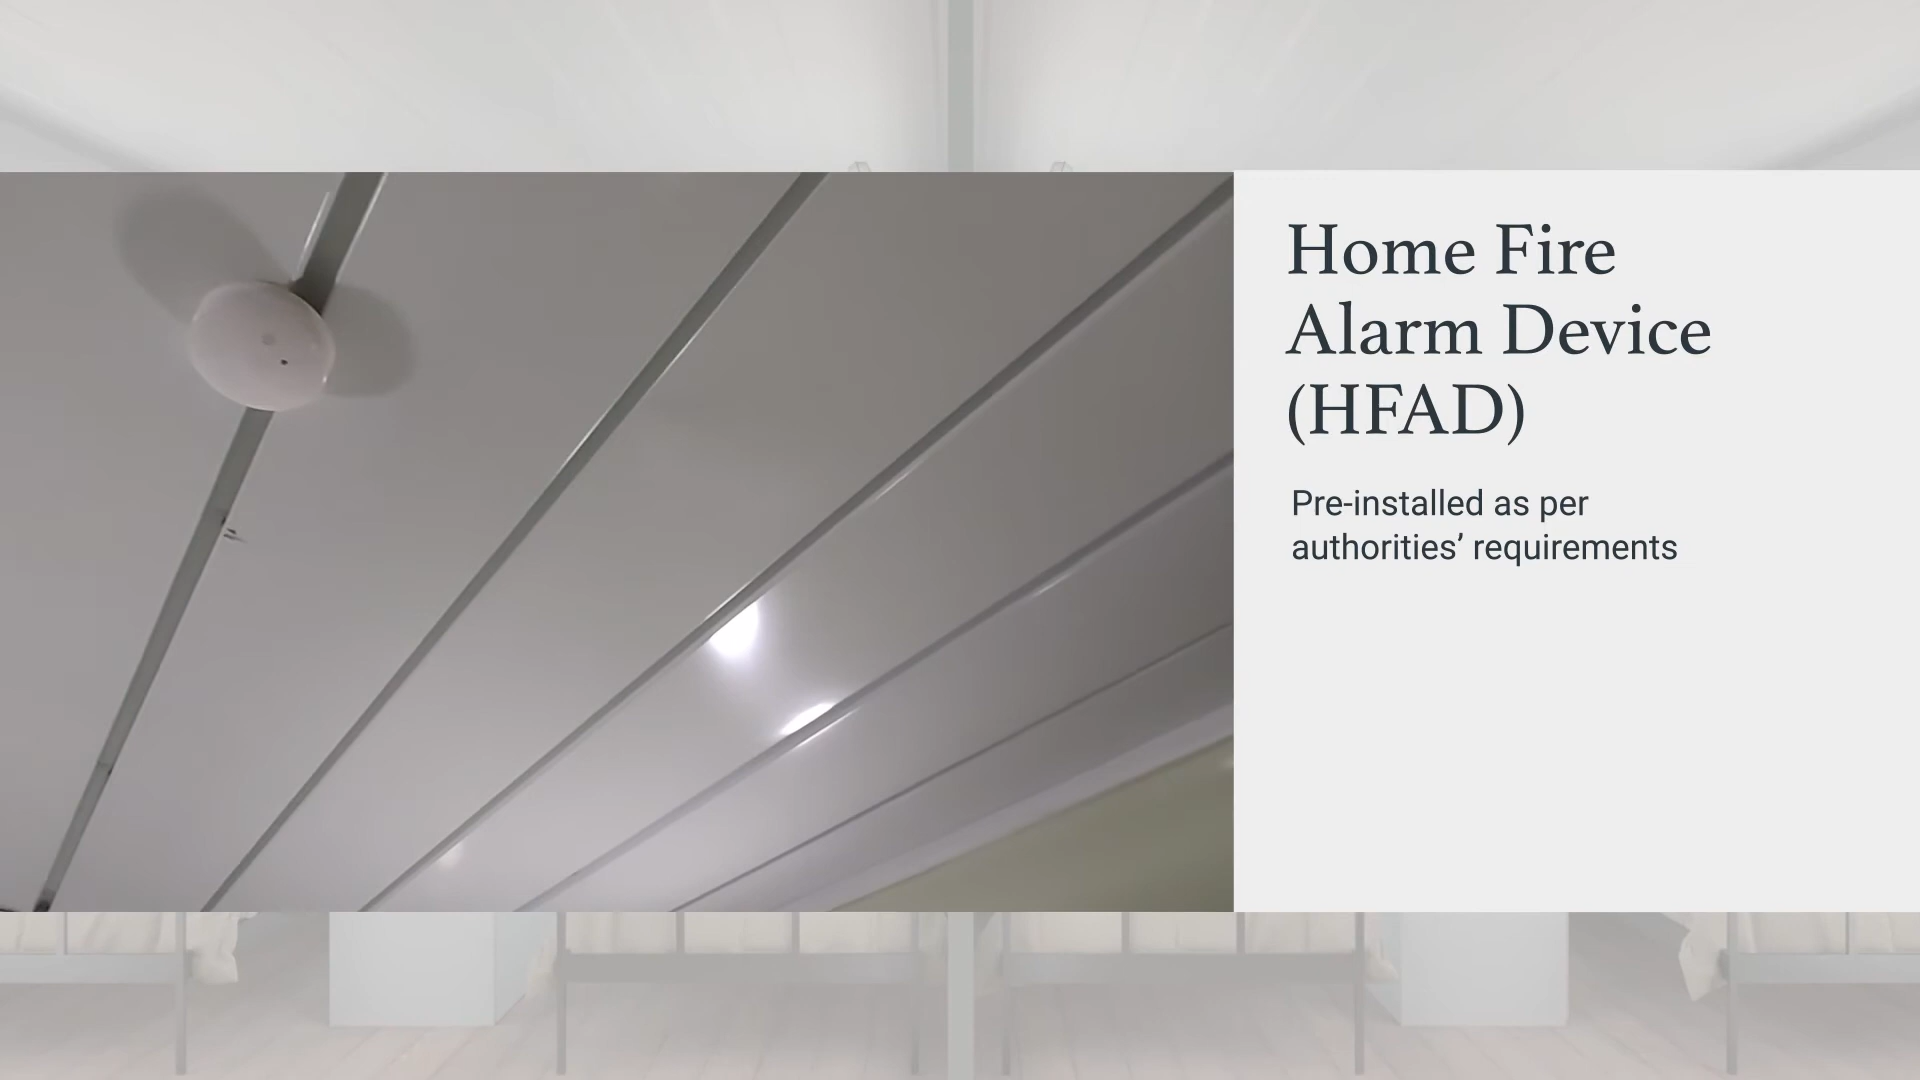 Home Fire
Alarm Device
(HFAD)
Pre-installed as per
authorities’ requirements